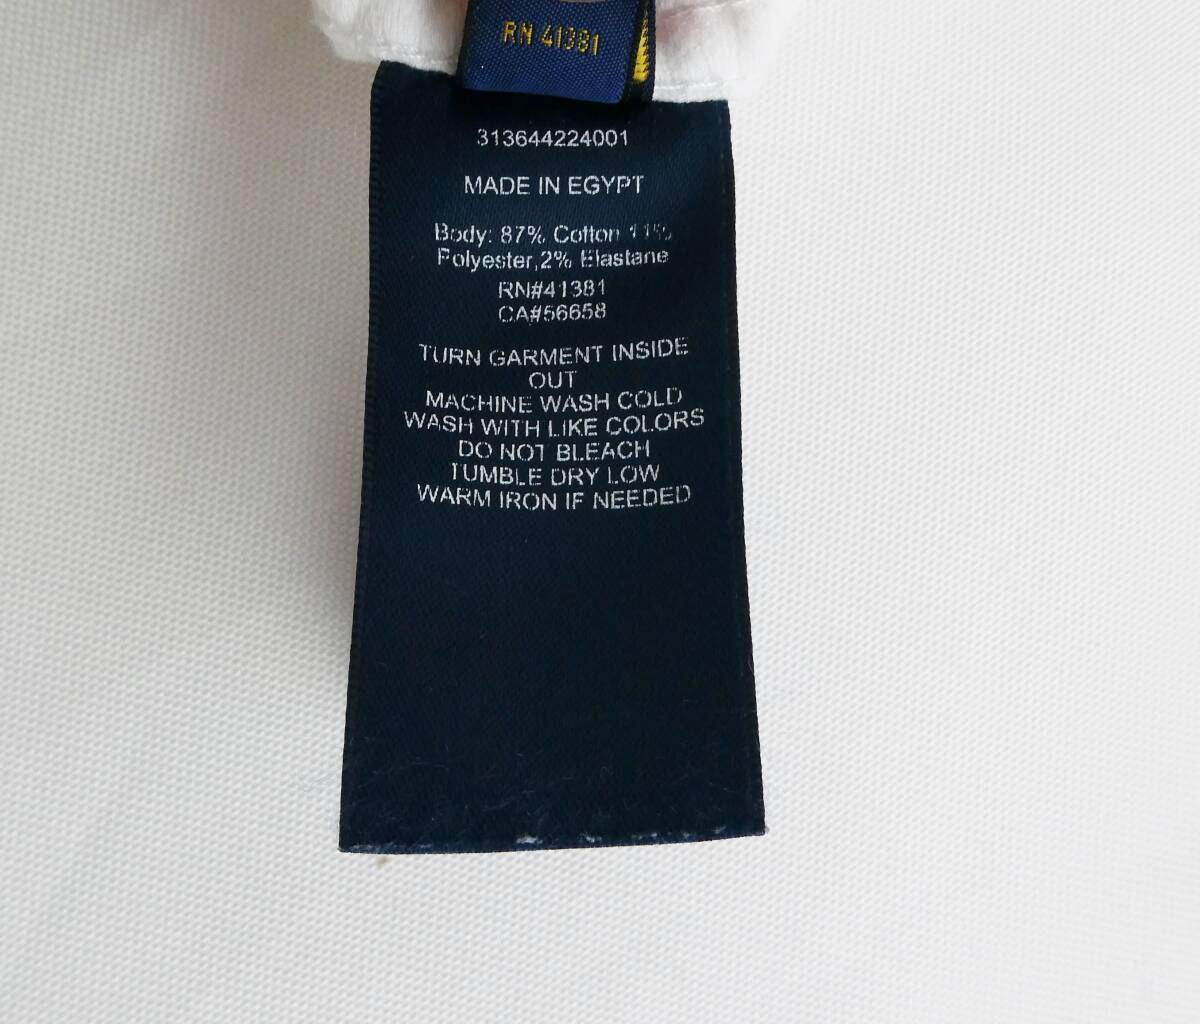 RN 41381
313644224001
MADE IN EGYPT
Body: 87% Cotton 11%
Polyester,2% Elastane
RN#41381
CA#56658
TURN GARMENT INSIDE
OUT
MACHINE WASH COLD
WASH WITH LIKE COLORS
DO NOT BLEACH
TUMBLE DRY LOW
WARM IRON IF NEEDED